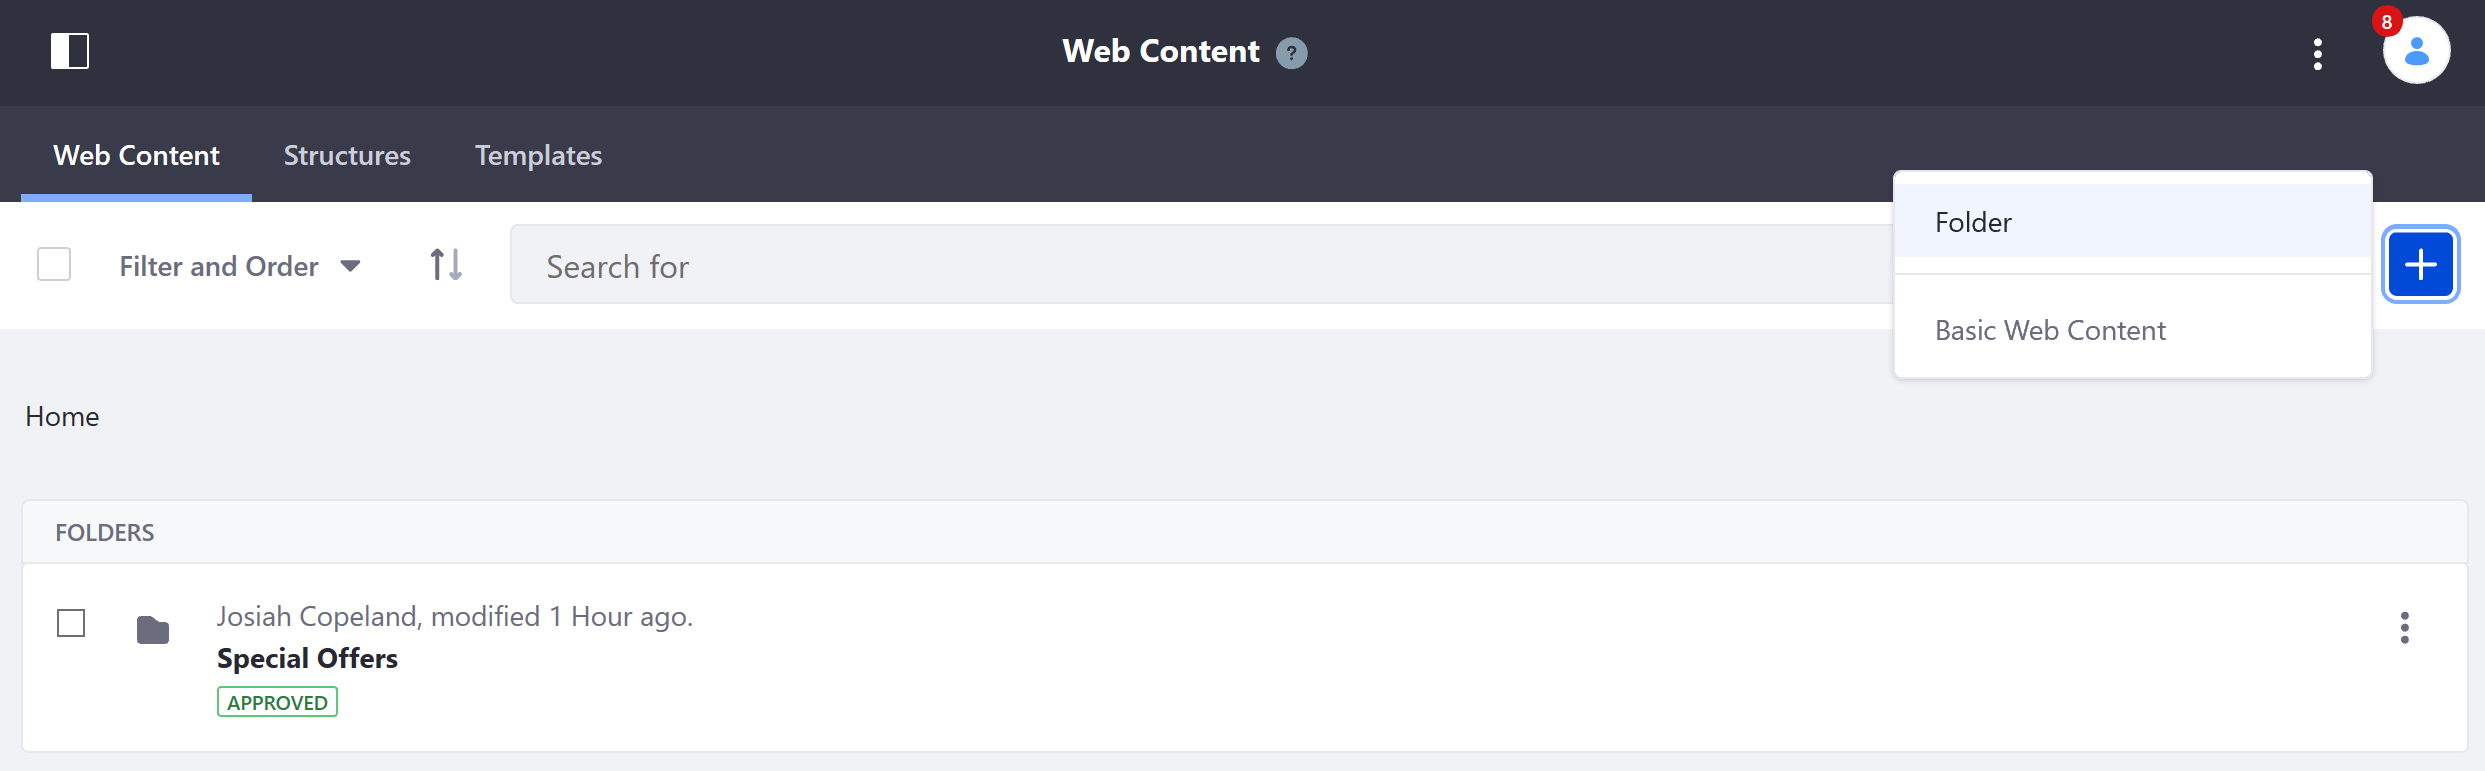 Web Content ?
8
Web Content
Structures
Templates
Filter and Order
Search for
Folder
Basic Web Content
Home
FOLDERS
Josiah Copeland, modified 1 Hour ago.
Special Offers
APPROVED